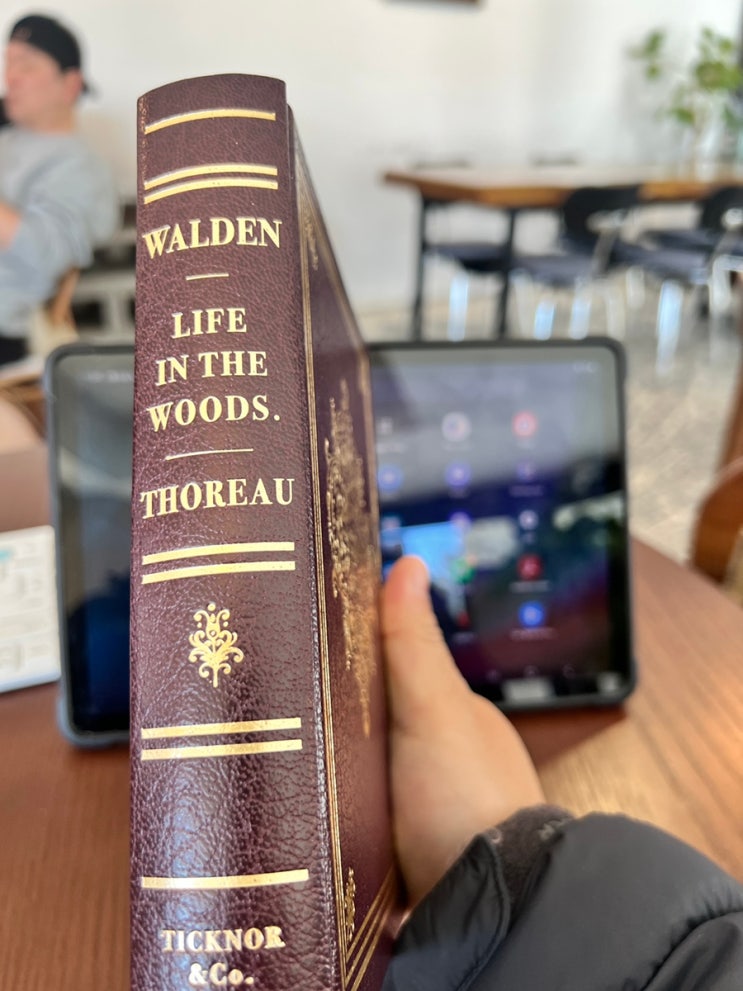 WALDEN
LIFE
IN THE
WOODS.
THOREAU
TICKNOR
&Co.